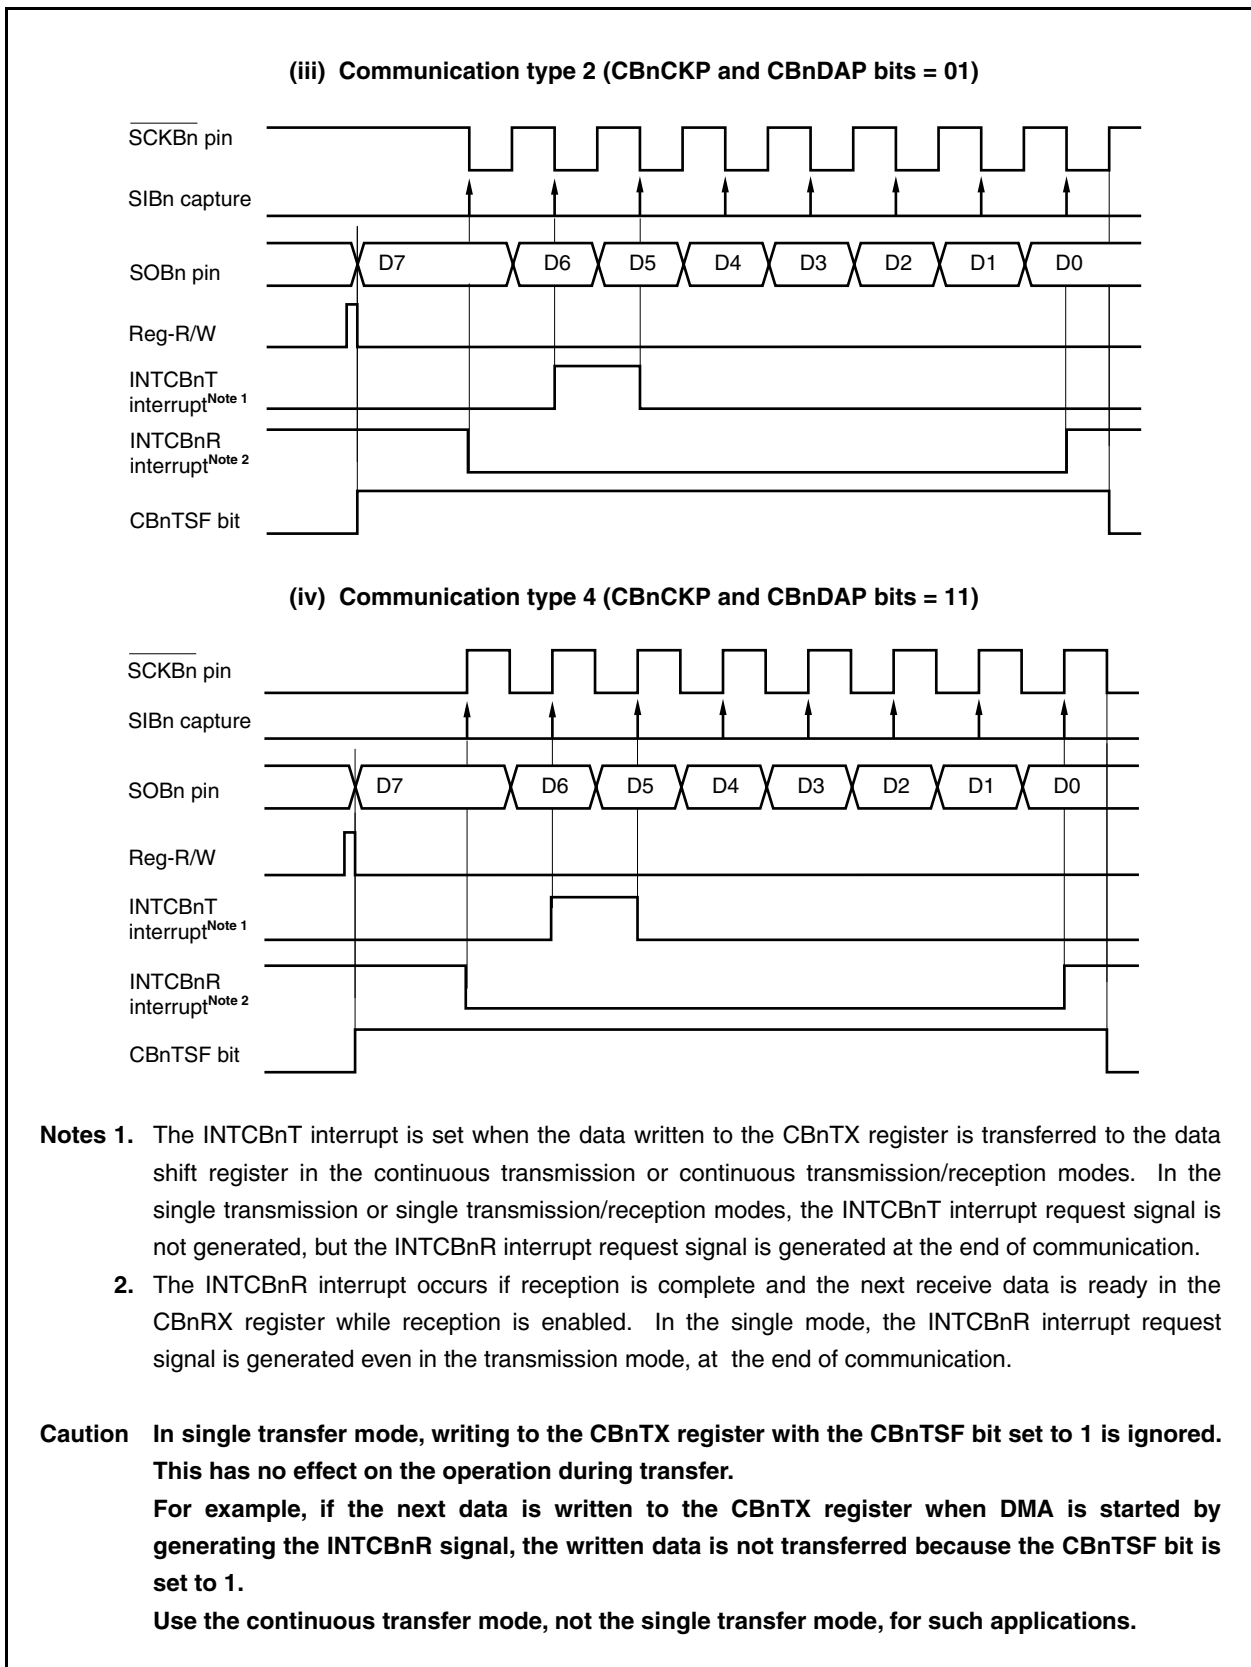 (iii) Communication type 2 (CBnCKP and CBnDAP bits = 01)
SCKBn pin
SIBn capture
SOBn pin
D7 D6 D5 D4 D3 D2 D1 D0
Reg-R/W
INTCBnT
interrupt Note 1
INTCBnR
interrupt Note 2
CBnTSF bit
(iv) Communication type 4 (CBnCKP and CBnDAP bits = 11)
SCKBn pin
SIBn capture
SOBn pin
D7 D6 D5 D4 D3 D2 D1 D0
Reg-R/W
INTCBnT
interrupt Note 1
INTCBnR
interrupt Note 2
CBnTSF bit
Notes 1. The INTCBnT interrupt is set when the data written to the CBnTX register is transferred to the data
shift register in the continuous transmission or continuous transmission/reception modes. In the
single transmission or single transmission/reception modes, the INTCBnT interrupt request signal is
not generated, but the INTCBnR interrupt request signal is generated at the end of communication.
2. The INTCBnR interrupt occurs if reception is complete and the next receive data is ready in the
CBnRX register while reception is enabled. In the single mode, the INTCBnR interrupt request
signal is generated even in the transmission mode, at the end of communication.
Caution In single transfer mode, writing to the CBnTX register with the CBnTSF bit set to 1 is ignored.
This has no effect on the operation during transfer.
For example, if the next data is written to the CBnTX register when DMA is started by
generating the INTCBnR signal, the written data is not transferred because the CBnTSF bit is
set to 1.
Use the continuous transfer mode, not the single transfer mode, for such applications.